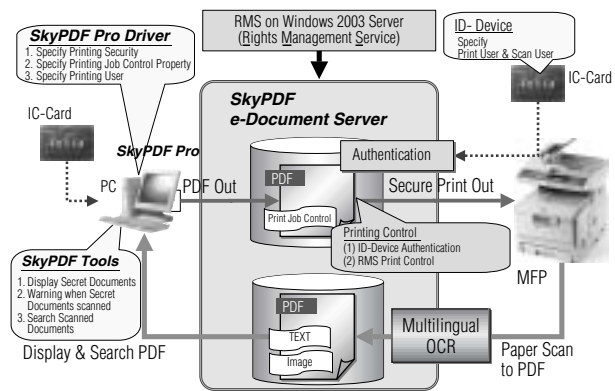 SkyPDF Pro Driver
1. Specify Printing Security
2. Specify Printing Job Control Property
3. Specify Printing User
RMS on Windows 2003 Server
(Rights Management Service)
ID- Device
Specify
Print User & Scan User
IC-Card
IC-Card
SkyPDF
e-Document Server
SkyPDF Pro
PC
PDF Out
PDF
Print Job Control
Authentication
Secure Print Out
Printing Control
(1) ID-Device Authentication
(2) RMS Print Control
MFP
SkyPDF Tools
1. Display Secret Documents
2. Warning when Secret
Documents scanned
3. Search Scanned
Documents
Display & Search PDF
PDF
TEXT
Image
Multilingual
OCR
Paper Scan
to PDF